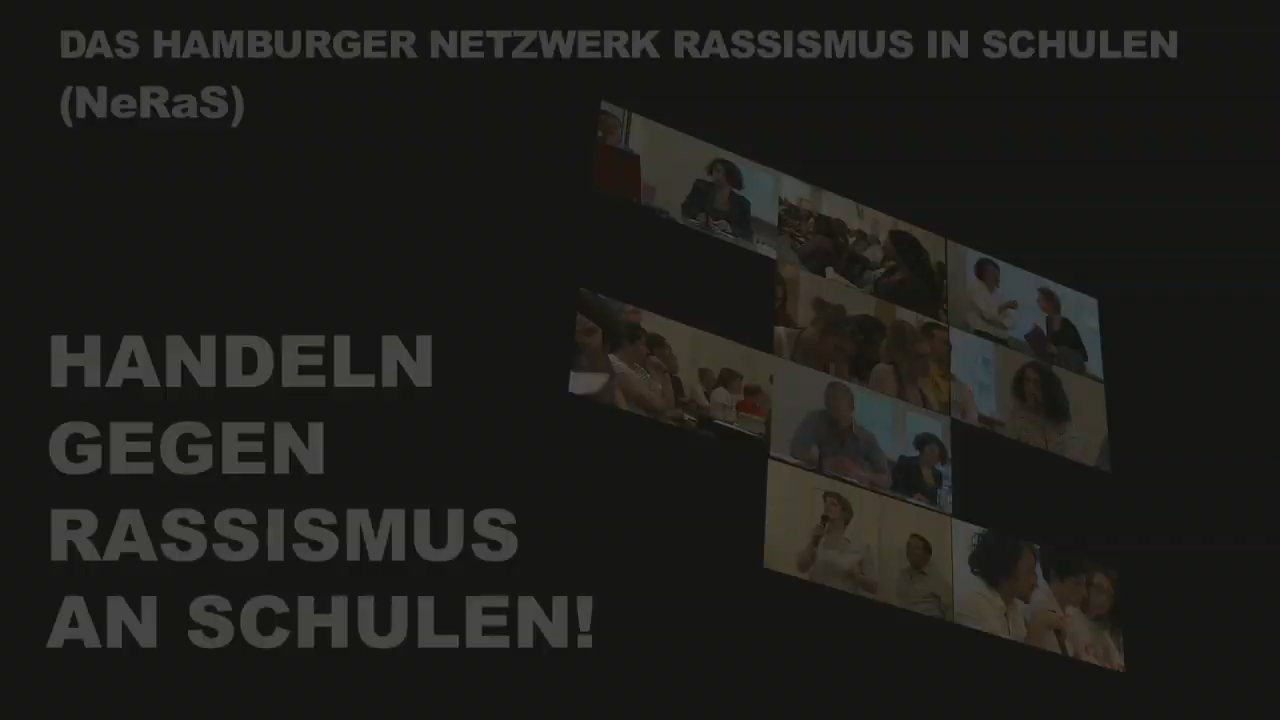 DAS HAMBURGER NETZWERK RASSISMUS IN SCHULEN
(NeRaS)
HANDELN
GEGEN
RASSISMUS
AN SCHULEN!